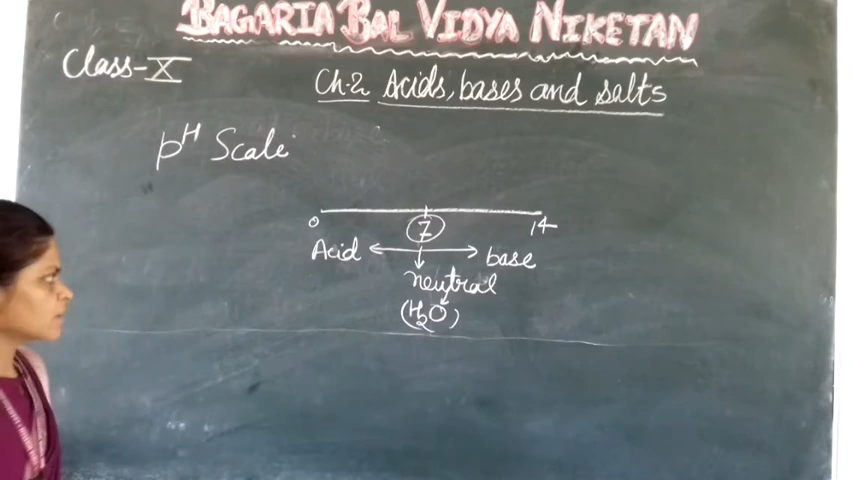 BAGARIA BAL VIDYA NIKETAN
Class-X
Ch-2 Acids, bases and salts
pH Scale
0 7 14
Acid base
neutral
(H2O)